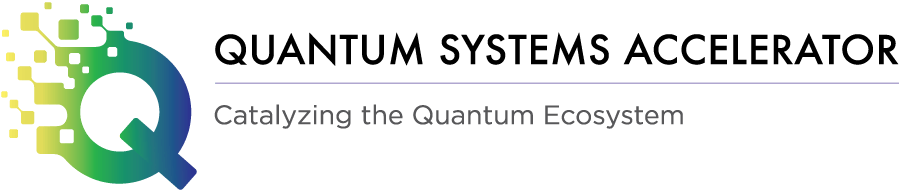 QUANTUM SYSTEMS ACCELERATOR
Catalyzing the Quantum Ecosystem